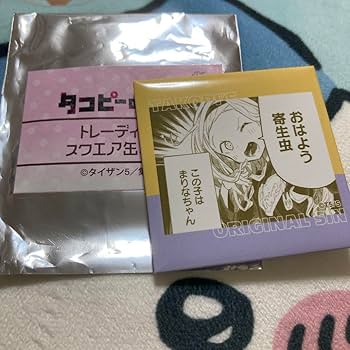 タコピーの
トレーディ
スクエア缶
©タイザン5／集
TAKOPI'S
おはよう
寄生虫
この子は
まりなちゃん
ORIGINAL SIN